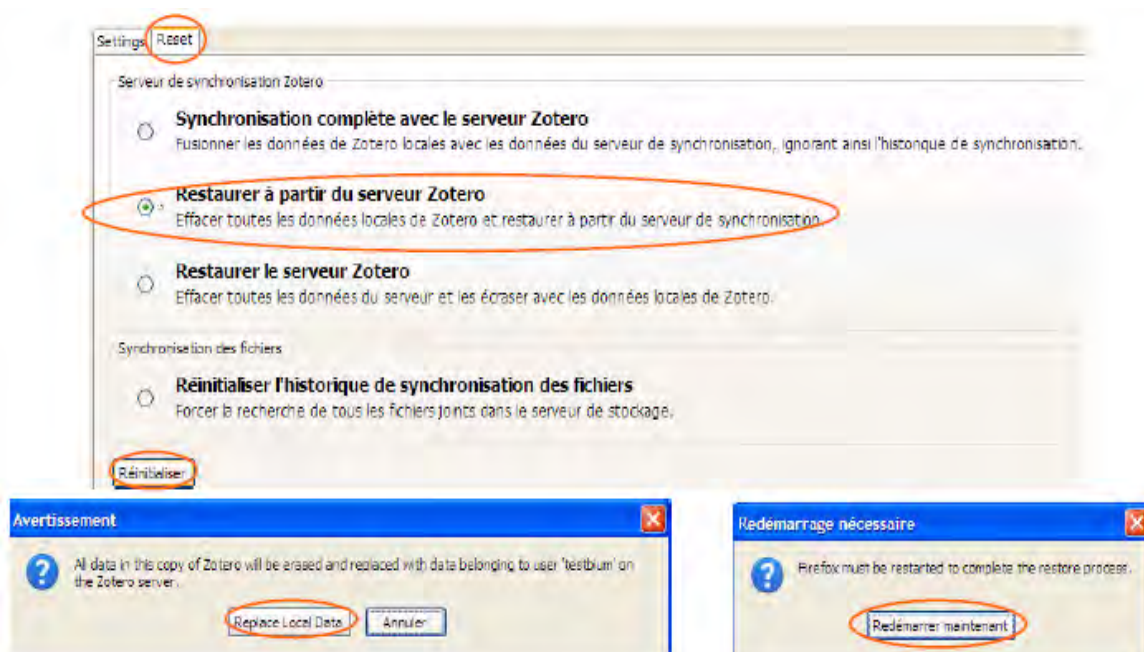 Settings Reset
Serveur de synchronisation Zotero
Synchronisation complète avec le serveur Zotero
Fusionner les données de Zotero locales avec les données du serveur de synchronisation, ignorant ainsi l'historique de synchronisation.
Restaurer à partir du serveur Zotero
Effacer toutes les données locales de Zotero et restaurer à partir du serveur de synchronisation.
Restaurer le serveur Zotero
Effacer toutes les données du serveur et les écraser avec les données locales de Zotero.
Synchronisation des fichiers
Réinitialiser l'historique de synchronisation des fichiers
Forcer la recherche de tous les fichiers joints dans le serveur de stockage.
Réinitialiser
Avertissement
All data in this copy of Zotero will be erased and replaced with data belonging to user 'testbium' on
the Zotero server.
Replace Local Data Annuler
Redémarrage nécessaire
Firefox must be restarted to complete the restore process.
Redémarrer maintenant